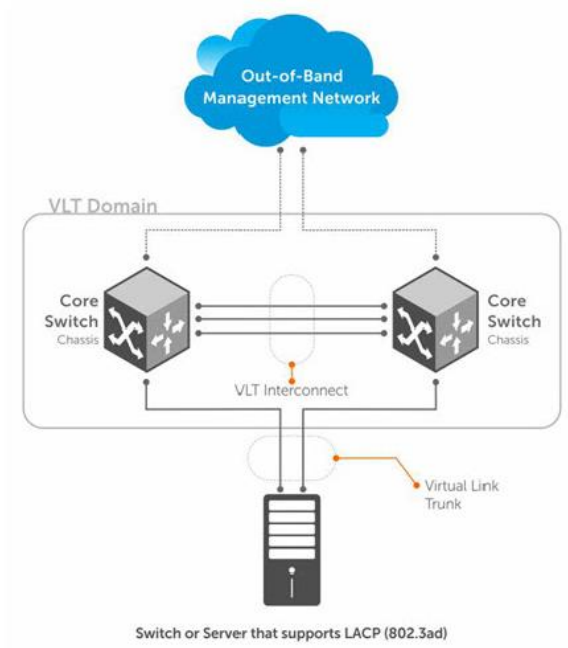 Out-of-Band
Management Network
VLT Domain
Core
Switch
Chassis
Core
Switch
Chassis
VLT Interconnect
Virtual Link
Trunk
Switch or Server that supports LACP (802.3ad)